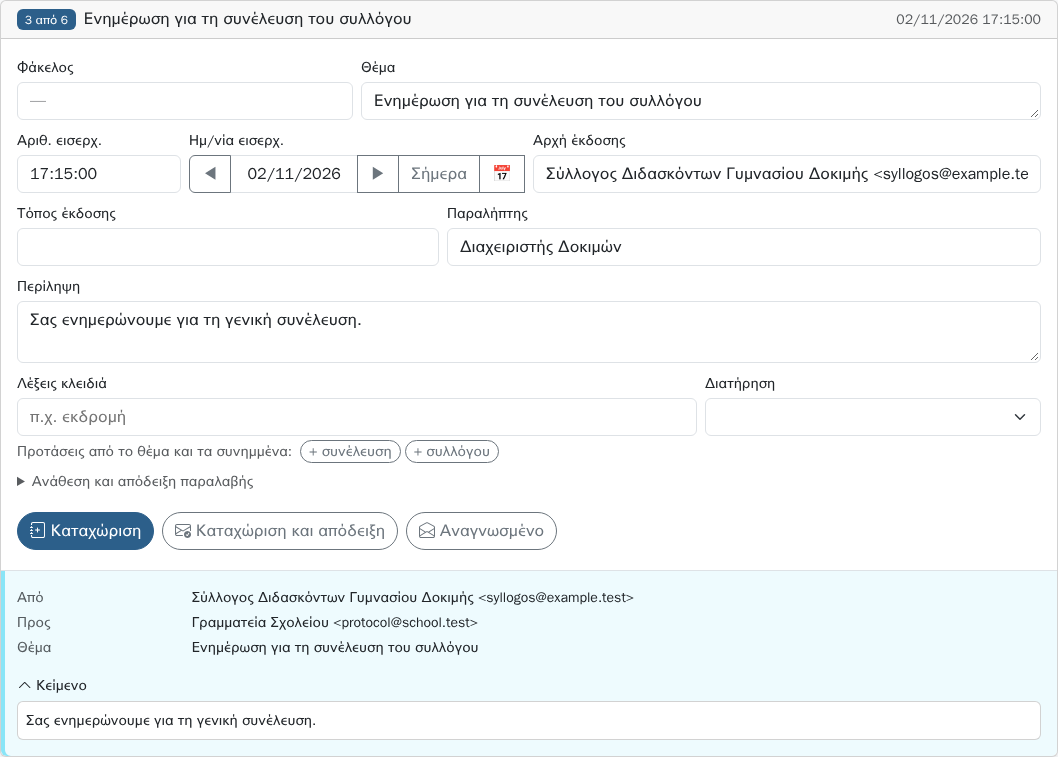 3 από 6 Ενημέρωση για τη συνέλευση του συλλόγου 02/11/2026 17:15:00
Φάκελος Θέμα
— Ενημέρωση για τη συνέλευση του συλλόγου
Αριθ. εισερχ. Ημ/νία εισερχ. Αρχή έκδοσης
17:15:00 ◀ 02/11/2026 ▶ Σήμερα Σύλλογος Διδασκόντων Γυμνασίου Δοκιμής <syllogos@example.te
Τόπος έκδοσης Παραλήπτης
Διαχειριστής Δοκιμών
Περίληψη
Σας ενημερώνουμε για τη γενική συνέλευση.
Λέξεις κλειδιά Διατήρηση
π.χ. εκδρομή
Προτάσεις από το θέμα και τα συνημμένα: + συνέλευση + συλλόγου
▶ Ανάθεση και απόδειξη παραλαβής
Καταχώριση Καταχώριση και απόδειξη Αναγνωσμένο
Από Σύλλογος Διδασκόντων Γυμνασίου Δοκιμής <syllogos@example.test>
Προς Γραμματεία Σχολείου <protocol@school.test>
Θέμα Ενημέρωση για τη συνέλευση του συλλόγου
Κείμενο
Σας ενημερώνουμε για τη γενική συνέλευση.